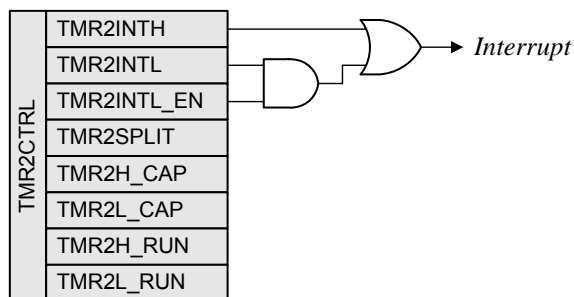 TMR2CTRL
TMR2INTH
TMR2INTL
TMR2INTL_EN
TMR2SPLIT
TMR2H_CAP
TMR2L_CAP
TMR2H_RUN
TMR2L_RUN
Interrupt